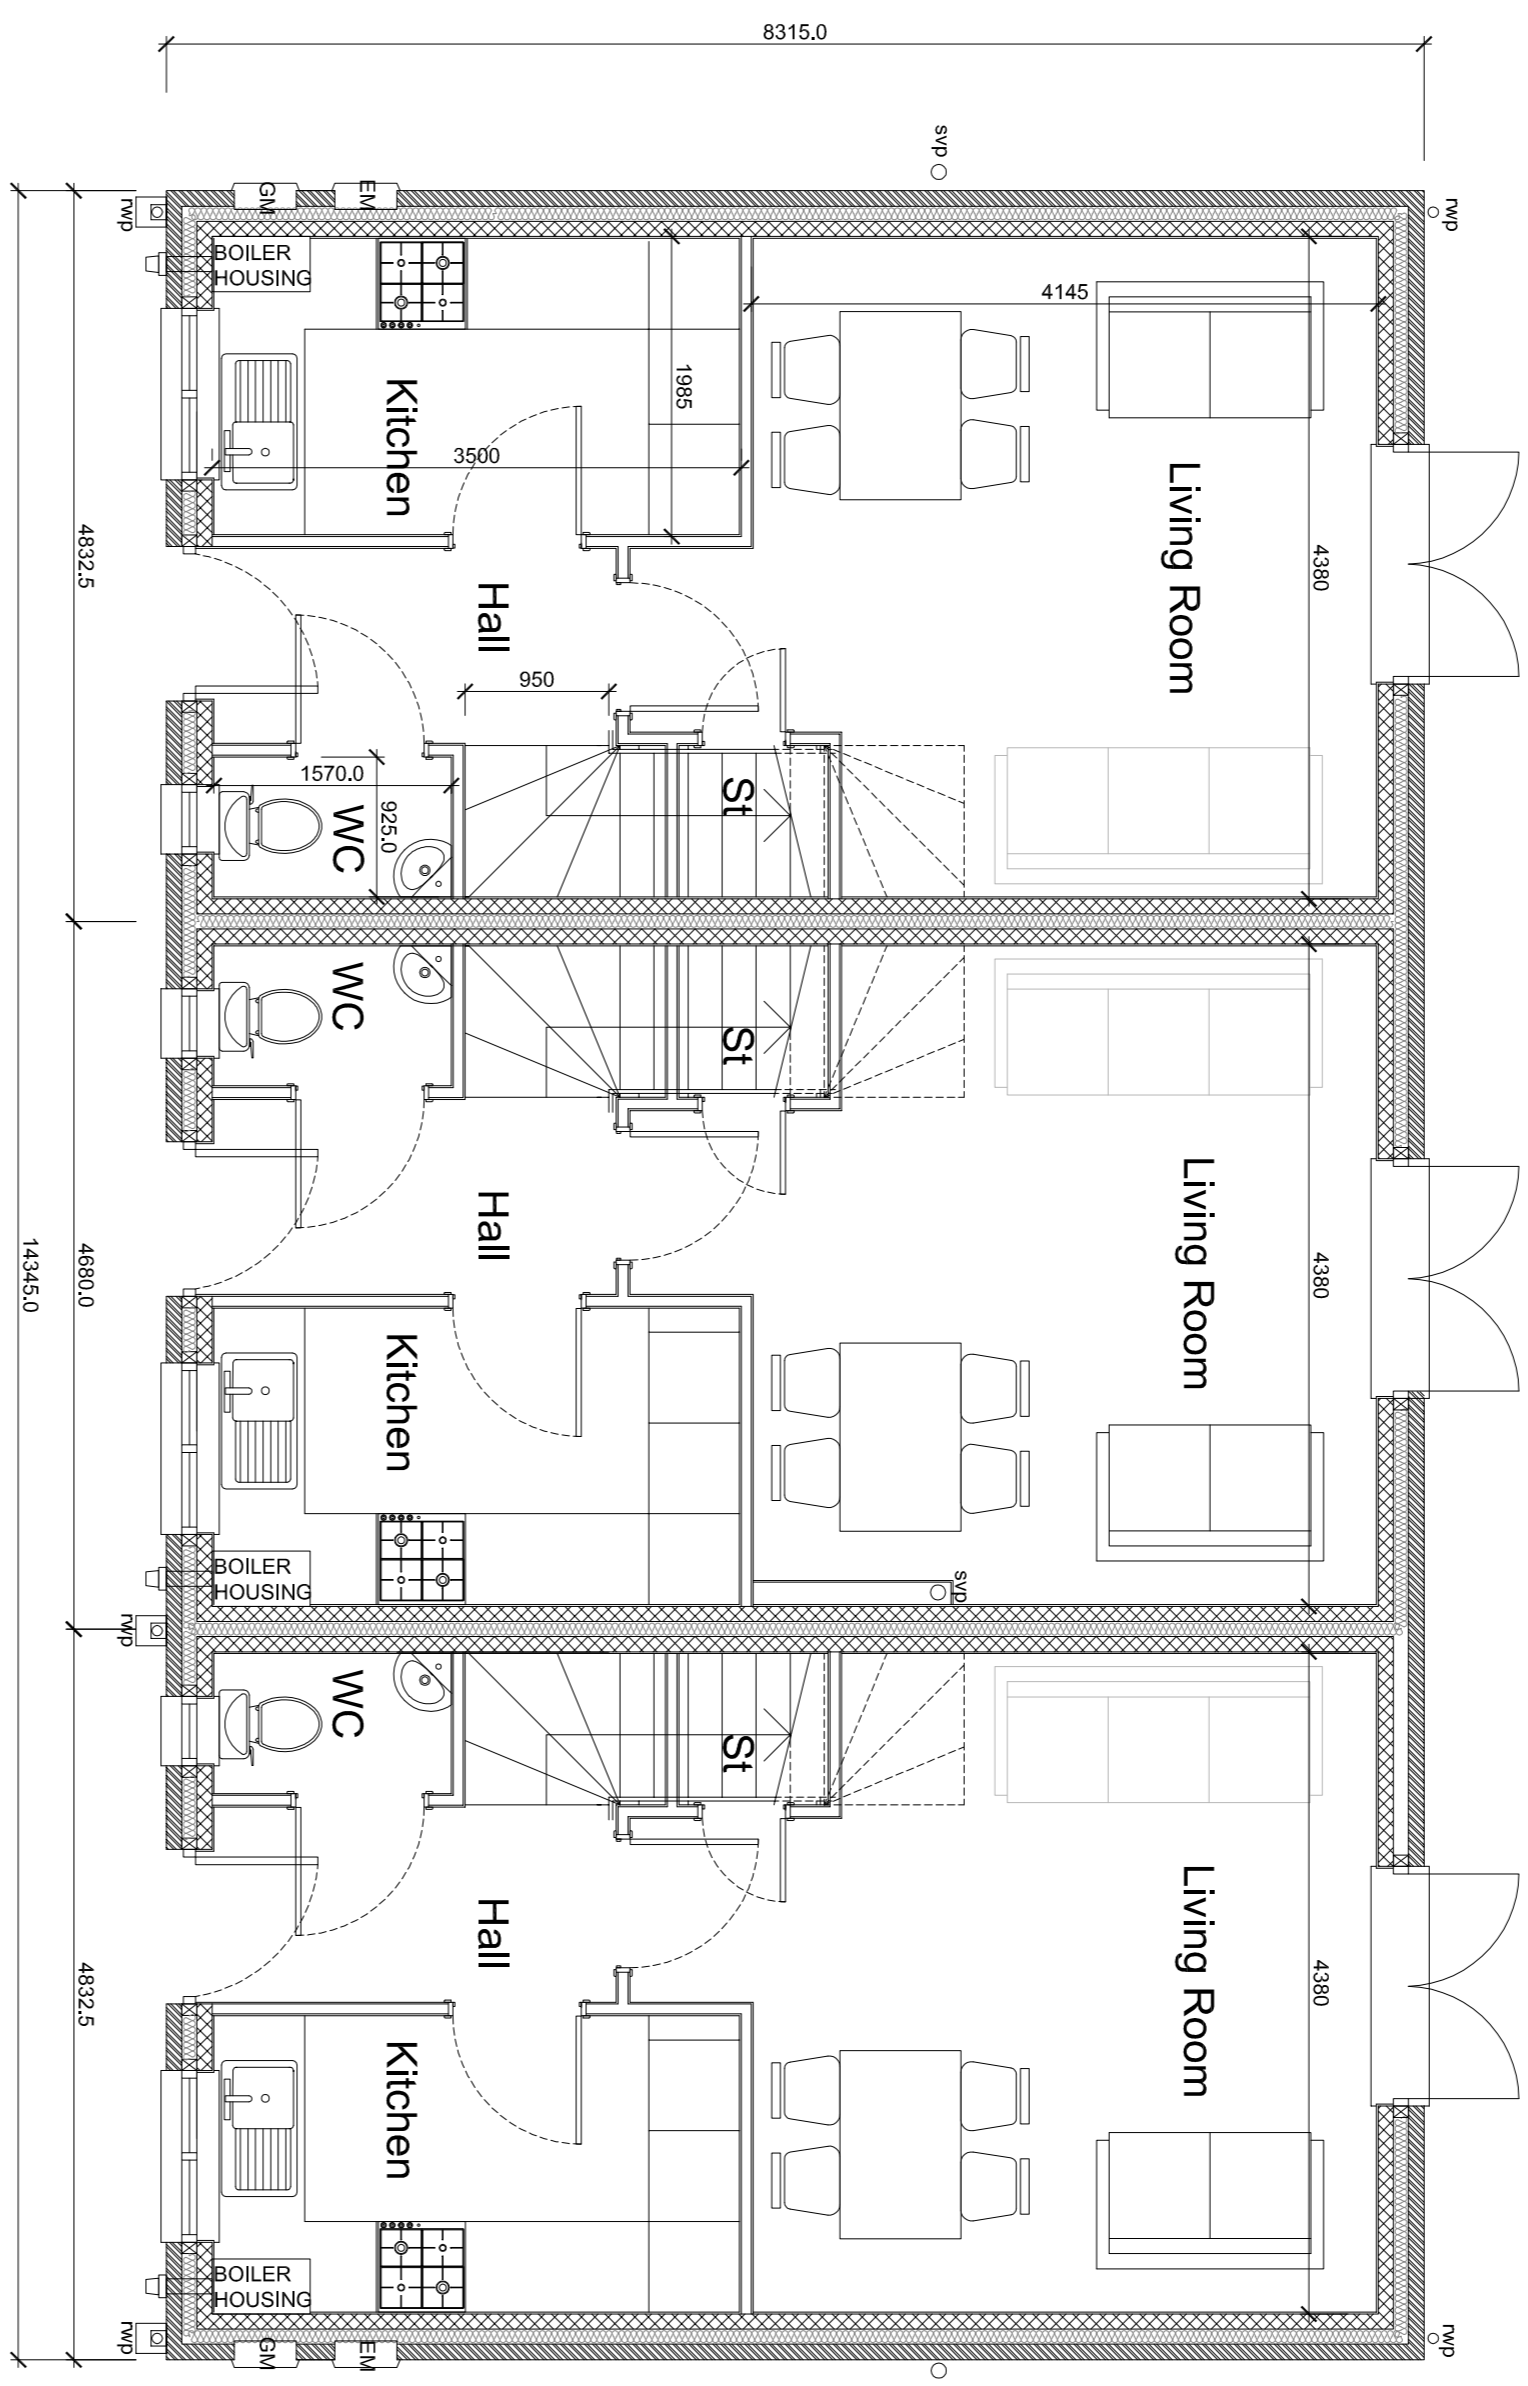 8315.0
svp
rwp
GM
EM
rwp
BOILER
HOUSING
4145
1985
Kitchen
3500
Living Room
4832.5
4380
Hall
950
1570.0
St
WC
925.0
WC
St
Living Room
Hall
4680.0
14345.0
4380
Kitchen
BOILER
HOUSING
svp
rwp
WC
St
Living Room
Hall
4832.5
4380
Kitchen
BOILER
HOUSING
rwp
GM
EM
rwp